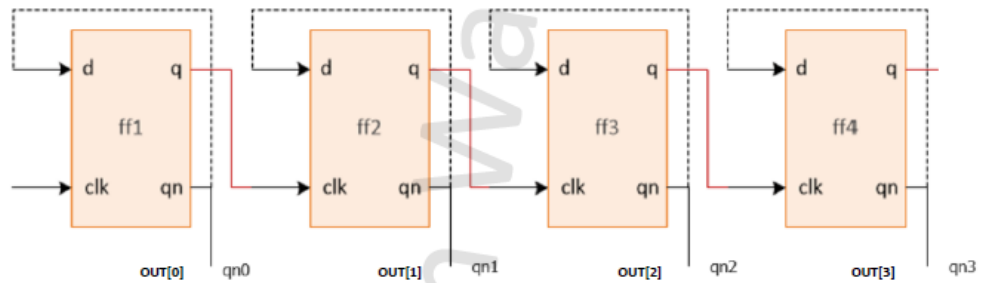 d q d q d q d q
ff1 ff2 ff3 ff4
clk qn clk qn clk qn clk qn
OUT[0] qn0 OUT[1] qn1 OUT[2] qn2 OUT[3] qn3